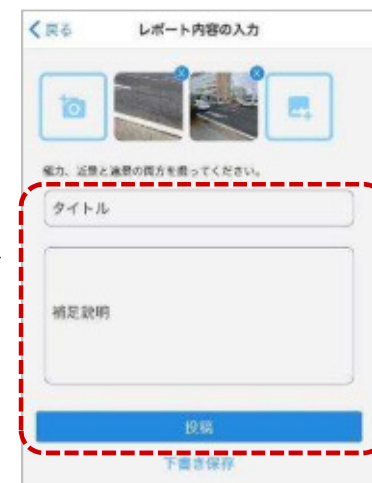 戻る レポート内容の入力
極力、近景と遠景の両方を撮ってください。
タイトル
補足説明
投稿
下書き保存